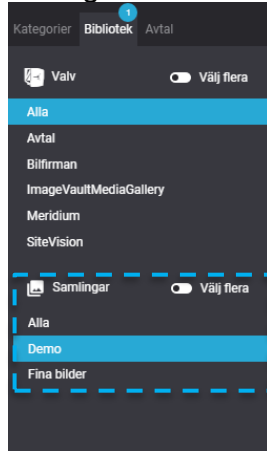 1
Kategorier Bibliotek Avtal
Valv Välj flera
Alla
Avtal
Bilfirman
ImageVaultMediaGallery
Meridium
SiteVision
Samlingar Välj flera
Alla
Demo
Fina bilder